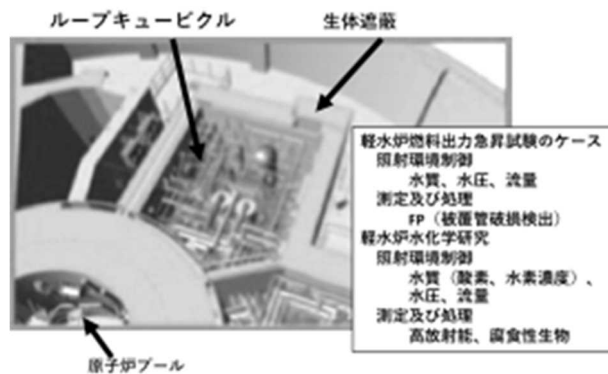 ループキュービクル
生体遮蔽
軽水炉燃料出力急昇試験のケース
照射環境制御
水質、水圧、流量
測定及び処理
FP（被覆管破損検出）
軽水炉水化学研究
照射環境制御
水質（酸素、水素濃度）、
水圧、流量
測定及び処理
高放射能、腐食性生物
原子炉プール